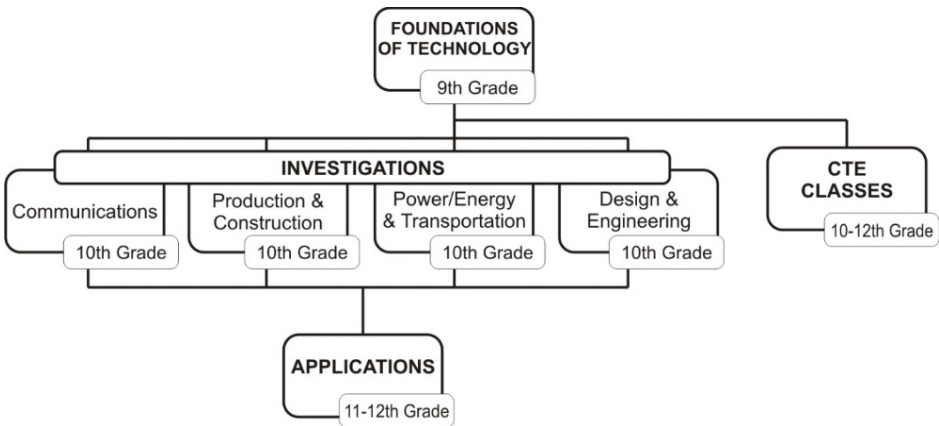 FOUNDATIONS
OF TECHNOLOGY
9th Grade
INVESTIGATIONS
Communications
10th Grade
Production &
Construction
10th Grade
Power/Energy
& Transportation
10th Grade
Design &
Engineering
10th Grade
CTE
CLASSES
10-12th Grade
APPLICATIONS
11-12th Grade